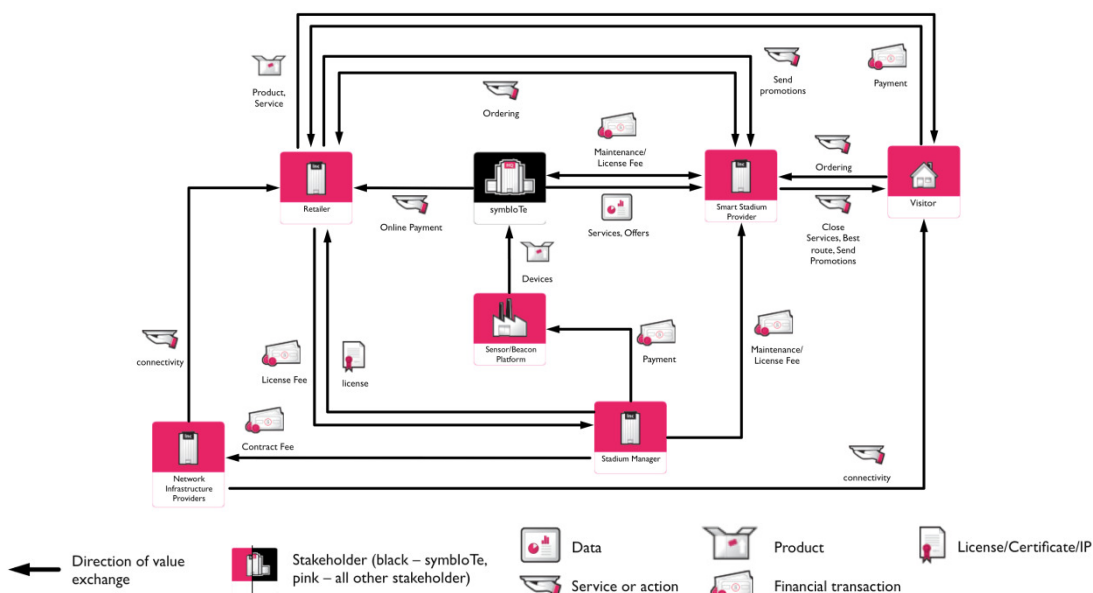 Product,
Service
Send
promotions
Payment
Ordering
Maintenance/
License Fee
Ordering
Retailer
symbIoTe
Smart Stadium
Provider
Visitor
Online Payment
Services, Offers
Close
Services, Best
route, Send
Promotions
Devices
connectivity
License Fee
license
Sensor/Beacon
Platform
Payment
Maintenance/
License Fee
Contract Fee
Network
Infrastructure
Providers
Stadium Manager
connectivity
Direction of value
exchange
Stakeholder (black – symbIoTe,
pink – all other stakeholder)
Data
Service or action
Product
Financial transaction
License/Certificate/IP